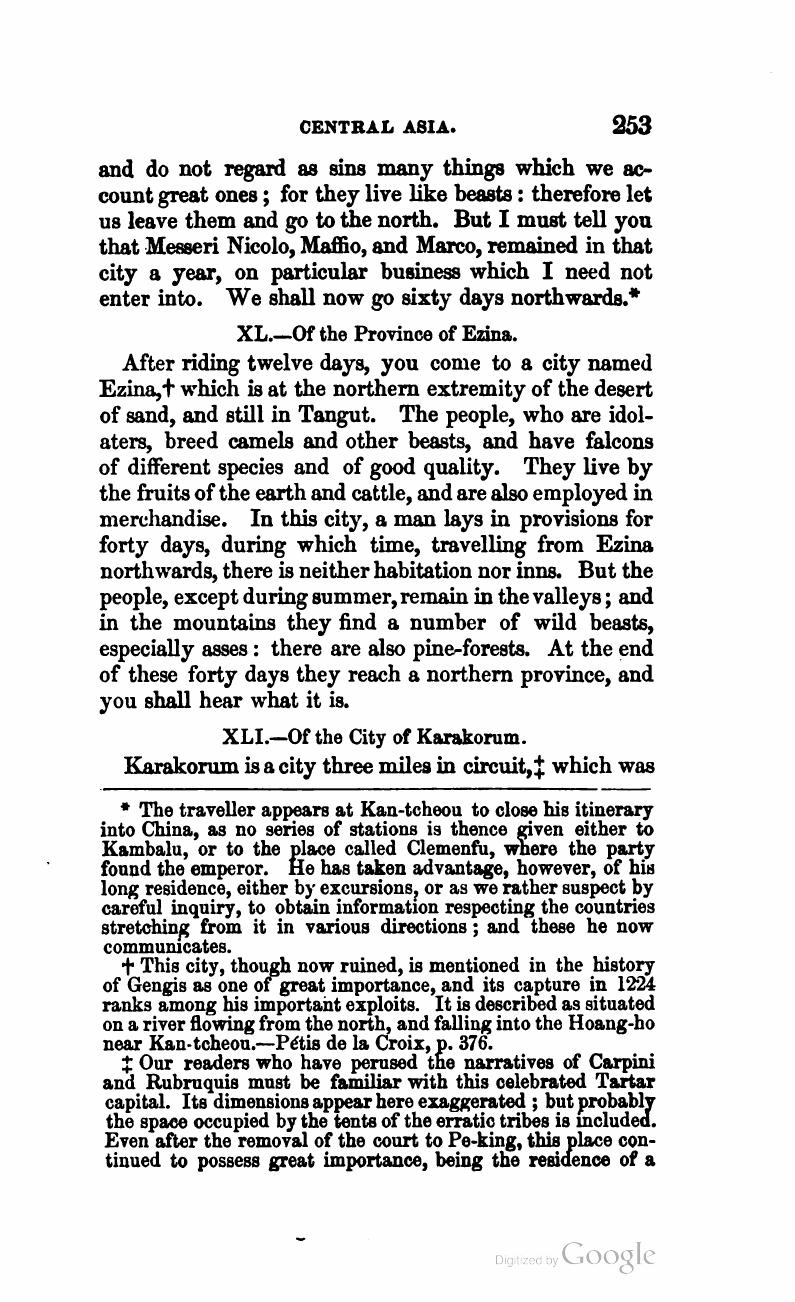 CENTRAL ASIA. 253
and do not regard as sins many things which we ac-
count great ones ; for they live like beasts : therefore let
us leave them and go to the north. But I must tell you
that Messeri Nicolo, Maffio, and Marco, remained in that
city a year, on particular business which I need not
enter into. We shall now go sixty days northwards.*
XL.—Of the Province of Ezina.
After riding twelve days, you come to a city named
Ezina,† which is at the northern extremity of the desert
of sand, and still in Tangut. The people, who are idol-
aters, breed camels and other beasts, and have falcons
of different species and of good quality. They live by
the fruits of the earth and cattle, and are also employed in
merchandise. In this city, a man lays in provisions for
forty days, during which time, travelling from Ezina
northwards, there is neither habitation nor inns. But the
people, except during summer, remain in the valleys ; and
in the mountains they find a number of wild beasts,
especially asses : there are also pine-forests. At the end
of these forty days they reach a northern province, and
you shall hear what it is.
XLI.—Of the City of Karakorum.
Karakorum is a city three miles in circuit,‡ which was
* The traveller appears at Kan-tcheou to close his itinerary
into China, as no series of stations is thence given either to
Kambalu, or to the place called Clemenfu, where the party
found the emperor. He has taken advantage, however, of his
long residence, either by excursions, or as we rather suspect by
careful inquiry, to obtain information respecting the countries
stretching from it in various directions ; and these he now
communicates.
† This city, though now ruined, is mentioned in the history
of Gengis as one of great importance, and its capture in 1224
ranks among his important exploits. It is described as situated
on a river flowing from the north, and falling into the Hoang-ho
near Kan-tcheou.—Pétis de la Croix, p. 376.
‡ Our readers who have perused the narratives of Carpini
and Rubruquis must be familiar with this celebrated Tartar
capital. Its dimensions appear here exaggerated ; but probably
the space occupied by the tents of the erratic tribes is included.
Even after the removal of the court to Pe-king, this place con-
tinued to possess great importance, being the residence of a
Digitized by Google